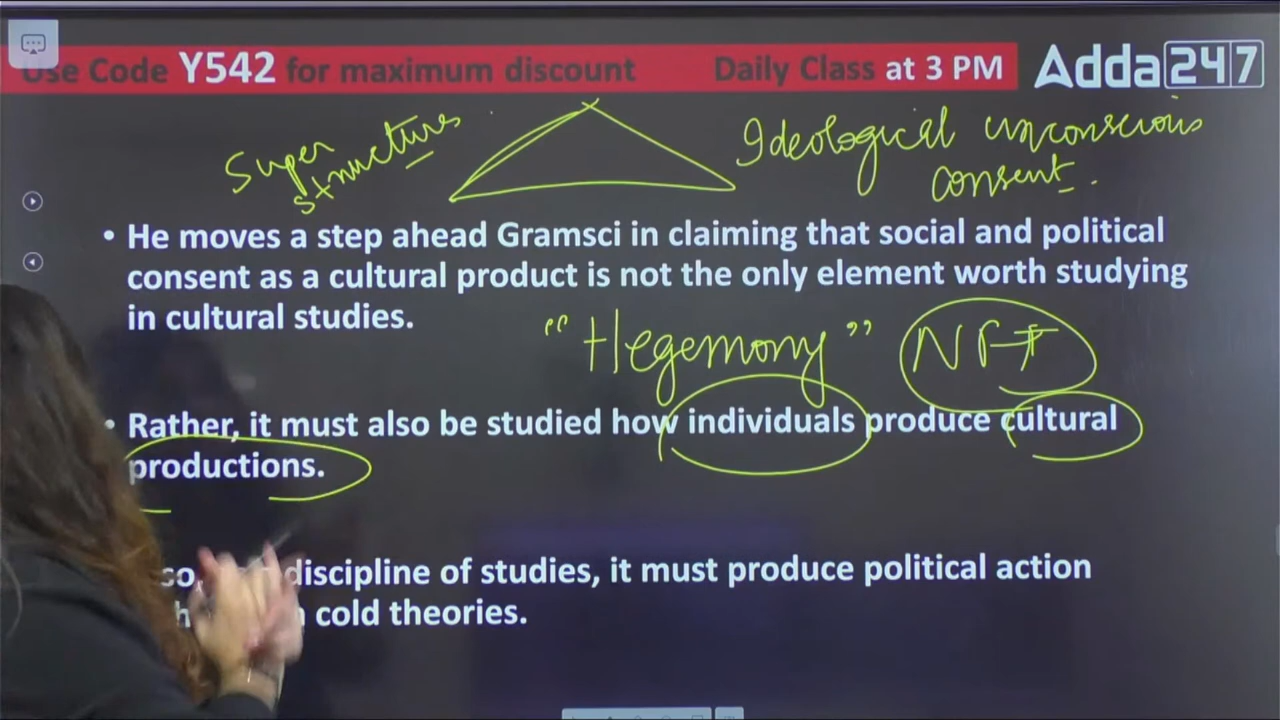 Use Code Y542 for maximum discount Daily Class at 3 PM Adda247
Super
structures
Ideological unconscious
consent.
• He moves a step ahead Gramsci in claiming that social and political
consent as a cultural product is not the only element worth studying
in cultural studies.
"Hegemony" NFT
• Rather, it must also be studied how individuals produce cultural
productions.
discipline of studies, it must produce political action
cold theories.